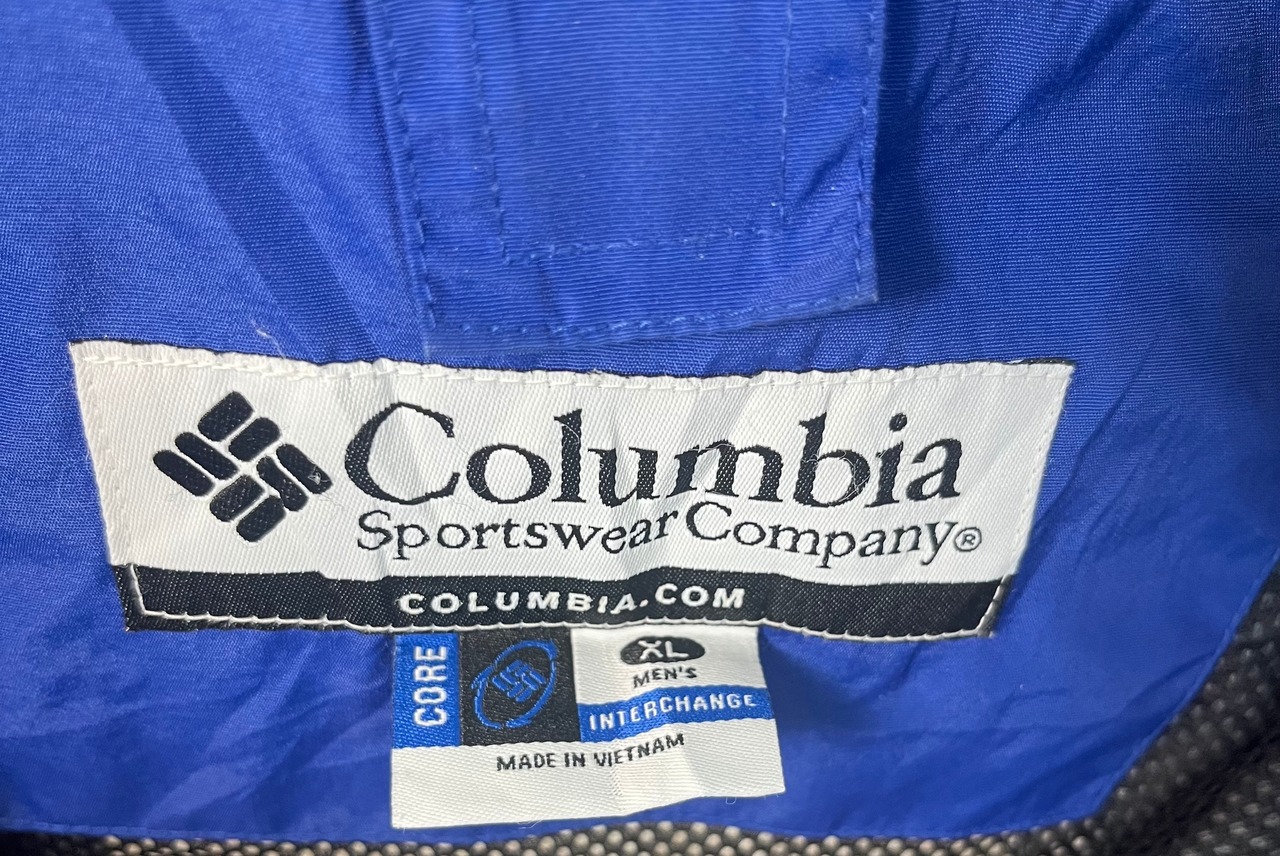 Columbia
Sportswear Company®
COLUMBIA.COM
CORE
XL
MEN'S
INTERCHANGE
MADE IN VIETNAM